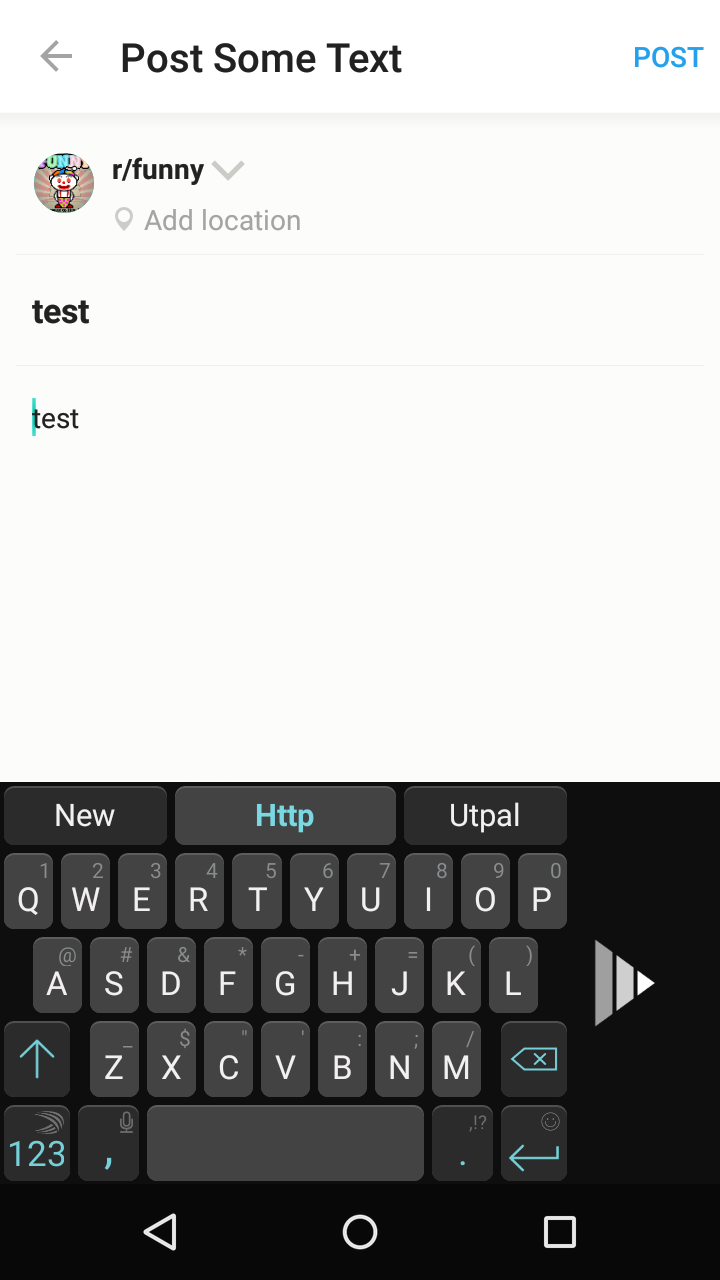 Post Some Text POST
FUNNY
r/funny
Add location
test
test
New Http Utpal
1 2 3 4 5 6 7 8 9 0
Q W E R T Y U I O P
@ # & * - + = ( )
A S D F G H J K L
_ $ " ' : ; /
Z X C V B N M
,!?
123 , .